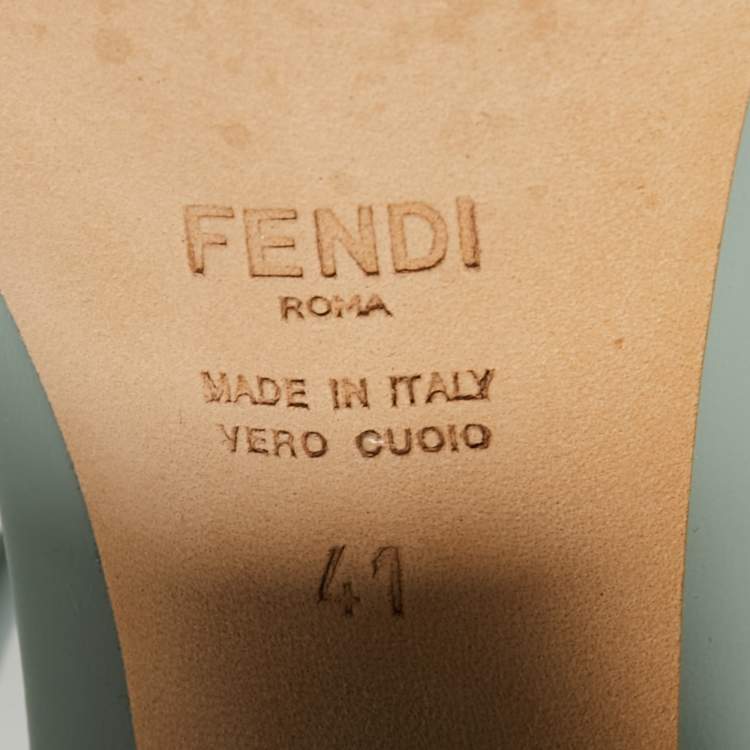 FENDI
ROMA
MADE IN ITALY
VERO CUOIO
41